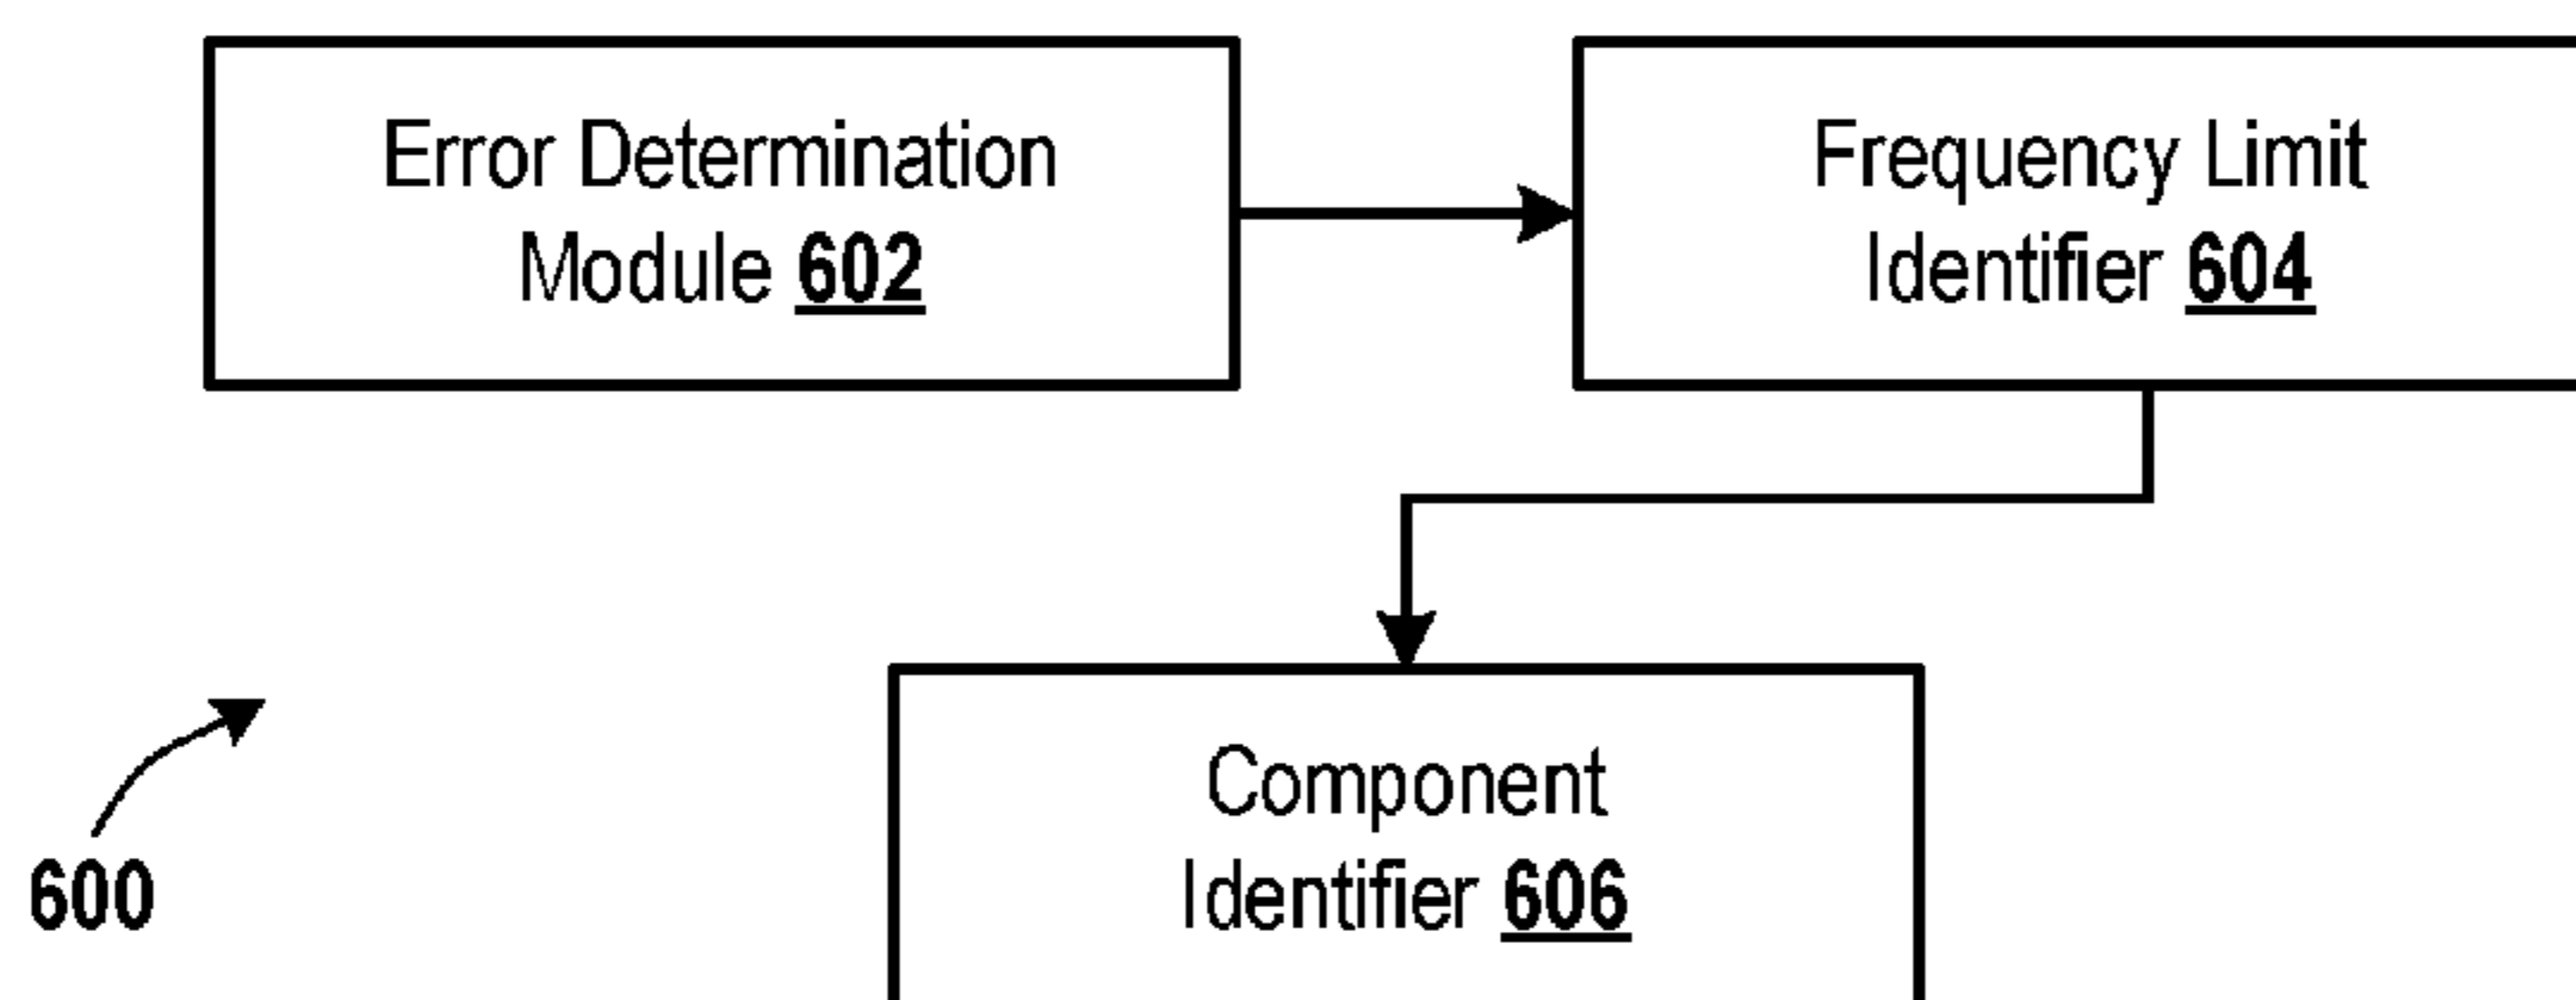 Error Determination
Module 602
Frequency Limit
Identifier 604
Component
Identifier 606
600